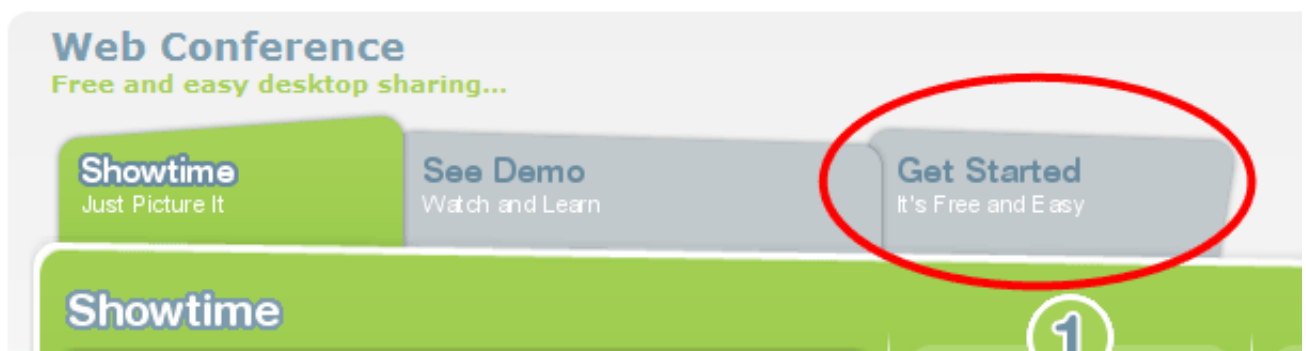 Web Conference
Free and easy desktop sharing...
Showtime
Just Picture It
See Demo
Watch and Learn
Get Started
It's Free and Easy
Showtime
1